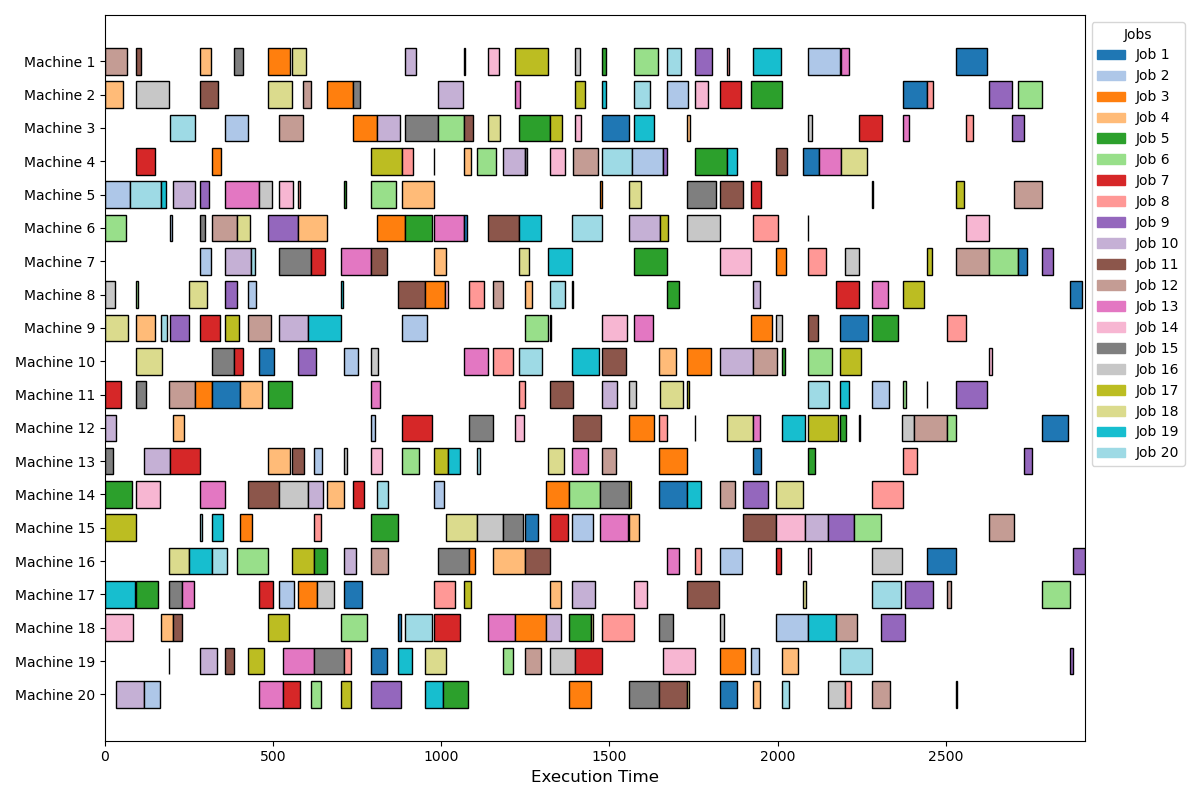 Machine 1
Machine 2
Machine 3
Machine 4
Machine 5
Machine 6
Machine 7
Machine 8
Machine 9
Machine 10
Machine 11
Machine 12
Machine 13
Machine 14
Machine 15
Machine 16
Machine 17
Machine 18
Machine 19
Machine 20
0 500 1000 1500 2000 2500
Execution Time
Jobs
Job 1
Job 2
Job 3
Job 4
Job 5
Job 6
Job 7
Job 8
Job 9
Job 10
Job 11
Job 12
Job 13
Job 14
Job 15
Job 16
Job 17
Job 18
Job 19
Job 20